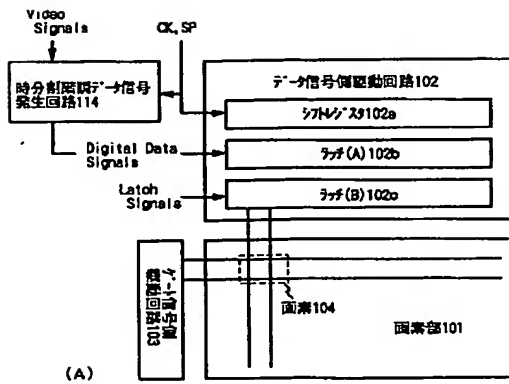 Video
Signals
CK,SP
時分割階調データ信号
発生回路114
データ信号側駆動回路102
シフトレジスタ102a
Digital Data
Signals
ラッチ(A)102b
Latch
Signals
ラッチ(B)102c
ゲート信号側
駆動回路103
画素104
画素部101
(A)